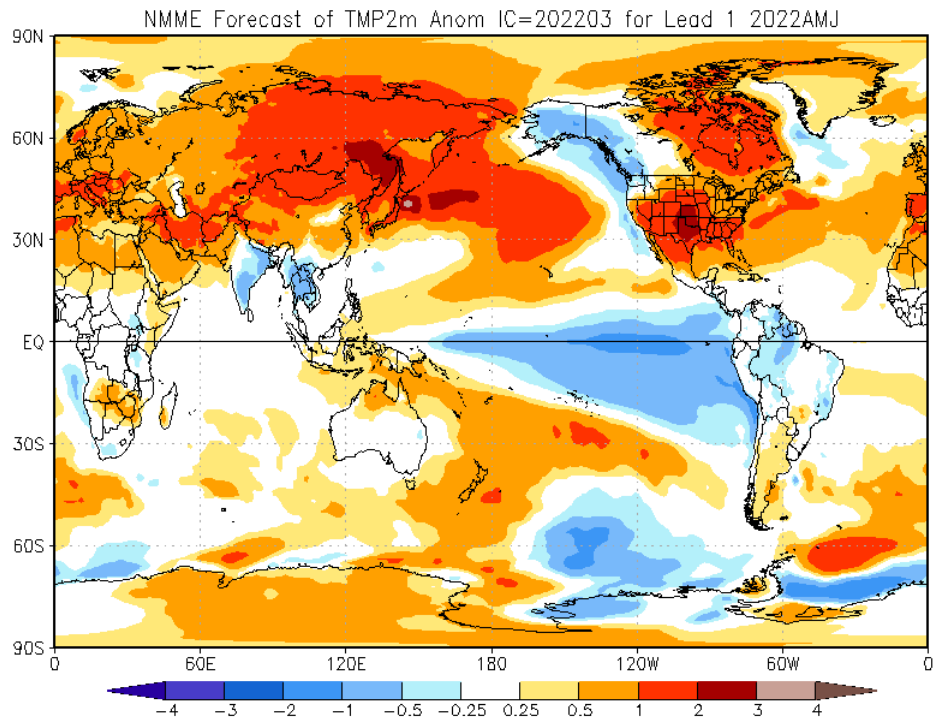 NMME Forecast of TMP2m Anom IC=202203 for Lead 1 2022AMJ
90N
60N
30N
EQ
30S
60S
90S
0 60E 120E 180 120W 60W 0
-4 -3 -2 -1 -0.5 -0.25 0.25 0.5 1 2 3 4